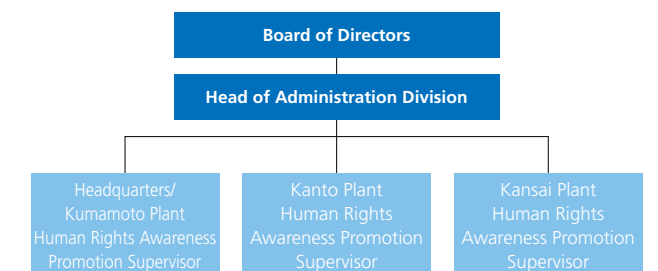 Board of Directors
Head of Administration Division
Headquarters/
Kumamoto Plant
Human Rights Awareness
Promotion Supervisor
Kanto Plant
Human Rights
Awareness Promotion
Supervisor
Kansai Plant
Human Rights
Awareness Promotion
Supervisor